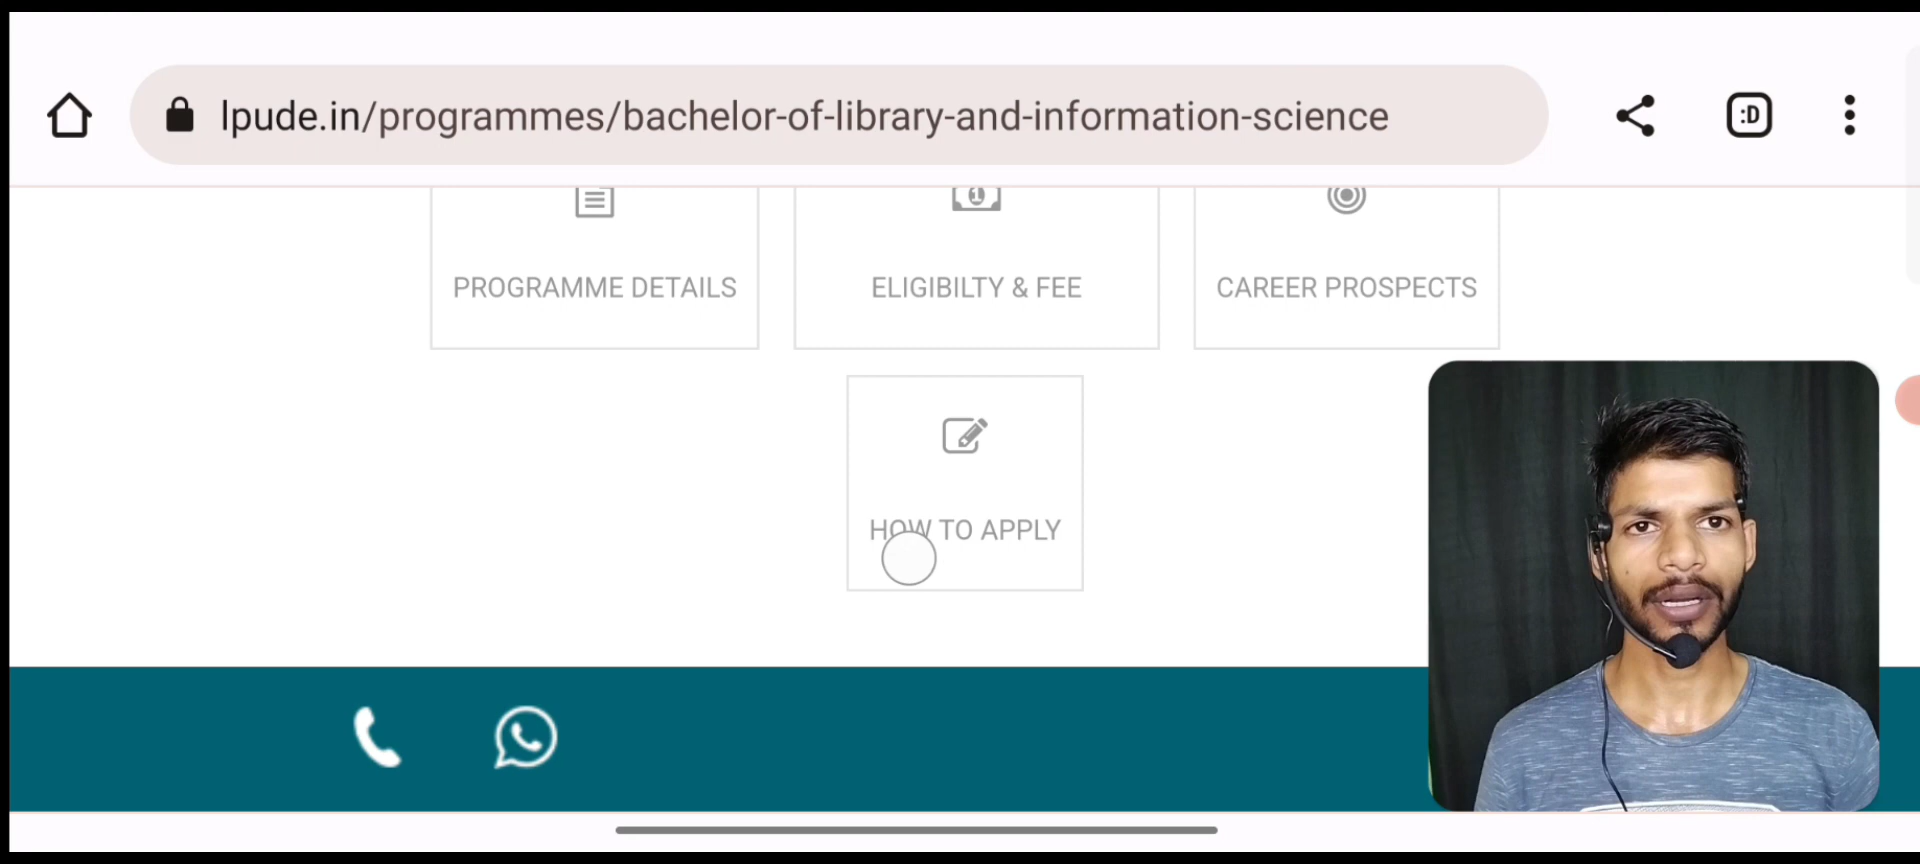 lpude.in/programmes/bachelor-of-library-and-information-science
:D
PROGRAMME DETAILS
ELIGIBILTY & FEE
CAREER PROSPECTS
HOW TO APPLY